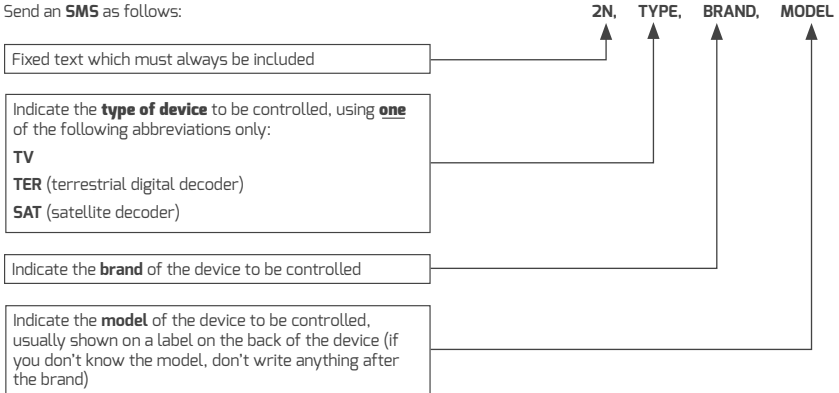 Send an SMS as follows: 2N, TYPE, BRAND, MODEL
Fixed text which must always be included
Indicate the type of device to be controlled, using one
of the following abbreviations only:
TV
TER (terrestrial digital decoder)
SAT (satellite decoder)
Indicate the brand of the device to be controlled
Indicate the model of the device to be controlled,
usually shown on a label on the back of the device (if
you don't know the model, don't write anything after
the brand)